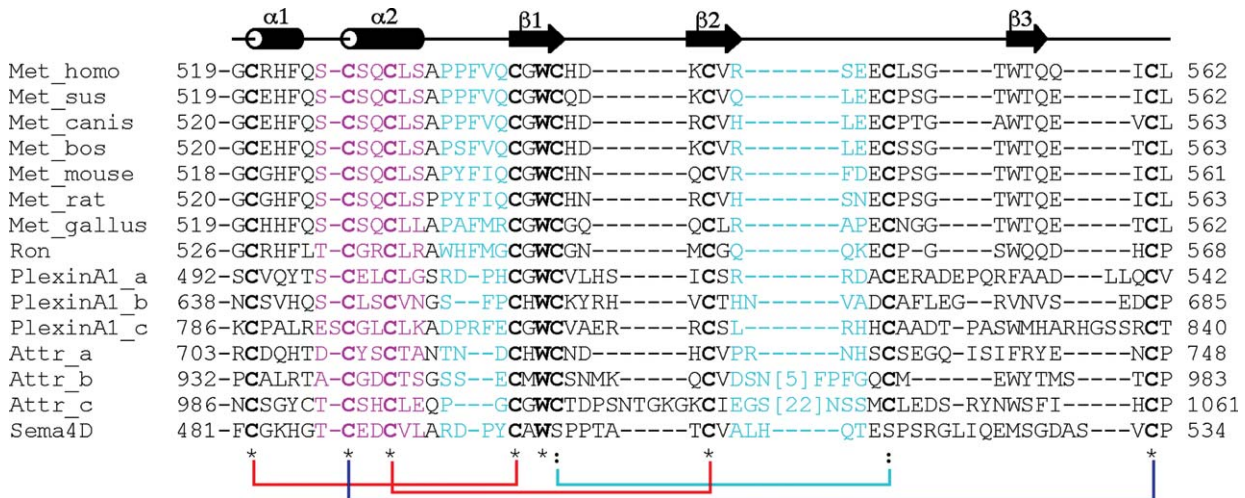 α1 α2 β1 β2 β3
Met_homo 519-GCRHFQS-CSQCLSAPPFVQCGWCHD-------KCVR--------SEECLSG----TWTQQ-----ICL 562
Met_sus 519-GCEHFQS-CSQCLSAPPFVQCGWCQD-------KCVQ--------LEECPSG----TWTQE-----ICL 562
Met_canis 520-GCEHFQS-CSQCLSAPPFVQCGWCHD-------RCVH--------LEECPTG----AWTQE-----VCL 563
Met_bos 520-GCEHFQS-CSQCLSAPSFVQCGWCHD-------KCVR--------LEECSSG----TWTQE-----TCL 563
Met_mouse 518-GCGHFQS-CSQCLSAPYFIQCGWCHN-------QCVR--------FDECPSG----TWTQE-----ICL 561
Met_rat 520-GCGHFQS-CSQCLSPPYFIQCGWCHN-------RCVH--------SNECPSG----TWTQE-----ICL 563
Met_gallus 519-GCHHFQS-CSQCLLAPAFMRCGWCGQ-------QCLR--------APECNGG----TWTQE-----TCL 562
Ron 526-GCRHFLT-CGRCLRAWHFMGCGWCGN-------MCGQ--------QKECP-G----SWQQD-----HCP 568
PlexinA1_a 492-SCVQYTS-CELCLGSRD-PHCGWCVLHS-----ICSR--------RDACERADEPQRFAAD--LLQCV 542
PlexinA1_b 638-NCSVHQS-CLSCVNGS--FPCHWCKYRH-----VCTHN-------VADCAFLEG--RVNVS----EDCP 685
PlexinA1_c 786-KCPALRESCGLCLKADPRFECGWCVAER-----RCSL--------RHHCAADT-PASWMHARHGSSRCT 840
Attr_a 703-RCDQHTD-CYSCTANTN--DCHWCND-------HCVPR-------NHSCSEGQ-ISIFRYE----NCP 748
Attr_b 932-PCALRTA-CGDCTSGSS--ECMWCSNMK-----QCVDSN[5]FPFGQCM------EWYTMS----TCP 983
Attr_c 986-NCSGYCT-CSHCLEQP---GCGWCTDPSNTGKGKCIEGS[22]NSSMCLEDS-RYNWSFI----HCP 1061
Sema4D 481-FCGKHGT-CEDCVLARD-PYCAWSPPTA-----TCVALH------QTESPSRGLIQEMSGDAS---VCP 534
* * * * * : * : *